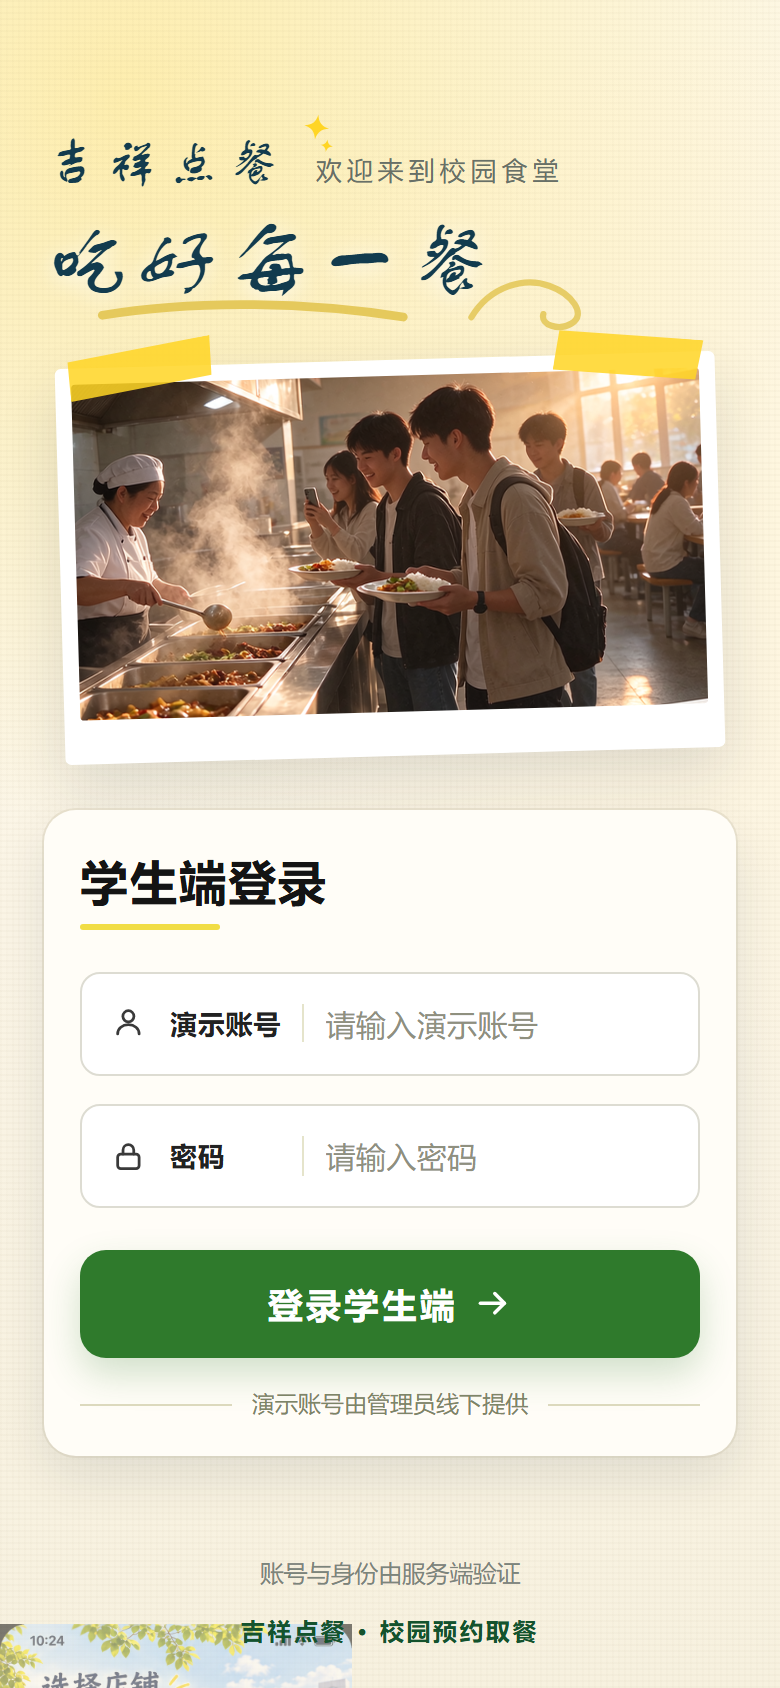 吉祥点餐
欢迎来到校园食堂
吃好每一餐
学生端登录
演示账号 请输入演示账号
密码 请输入密码
登录学生端 →
演示账号由管理员线下提供
账号与身份由服务端验证
吉祥点餐 · 校园预约取餐
10:24
选择店铺